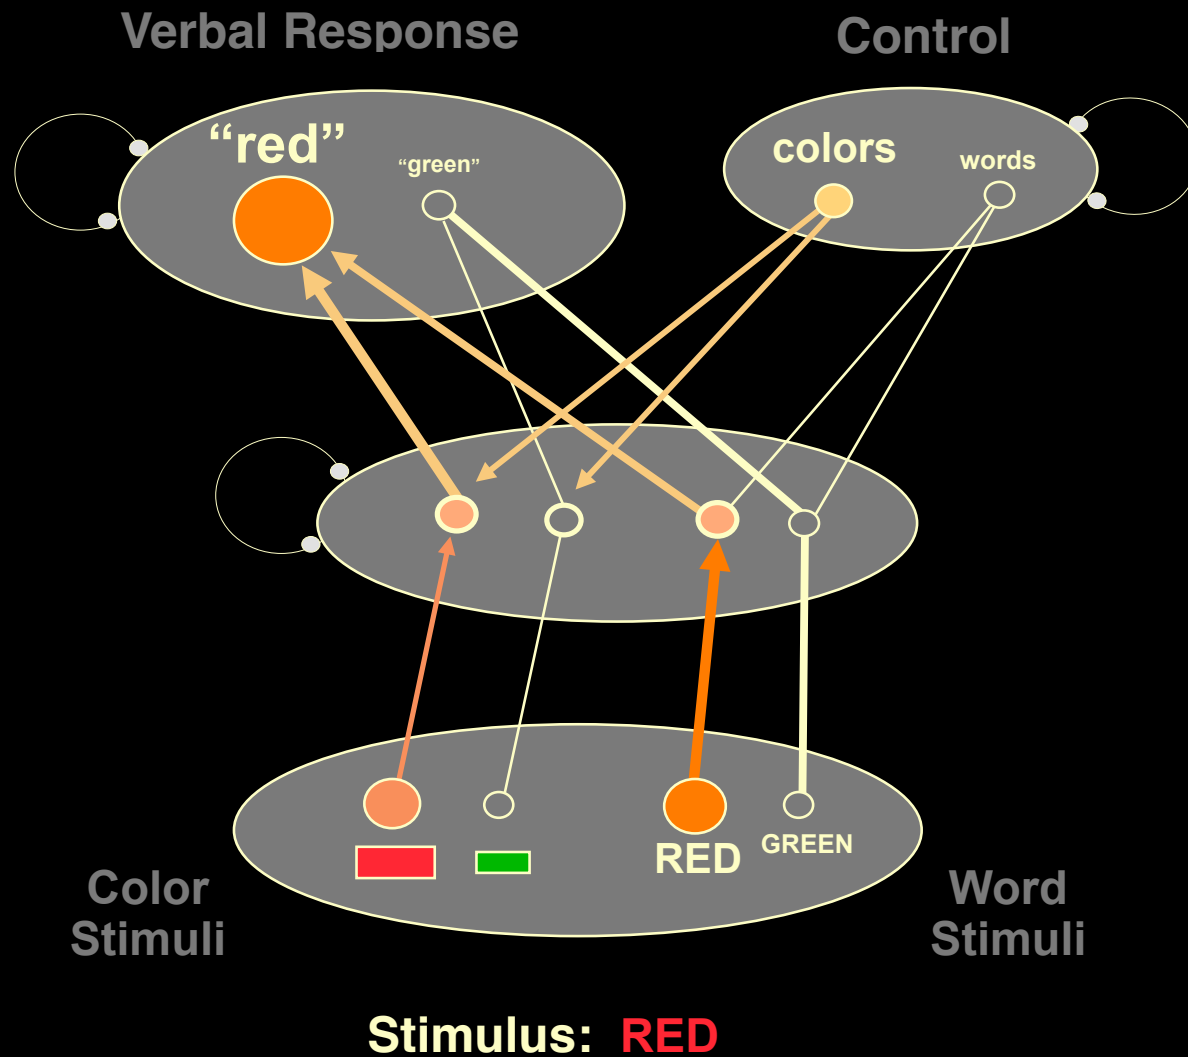 Verbal Response
Control
“red”
“green”
colors
words
RED
GREEN
Color
Stimuli
Word
Stimuli
Stimulus: RED